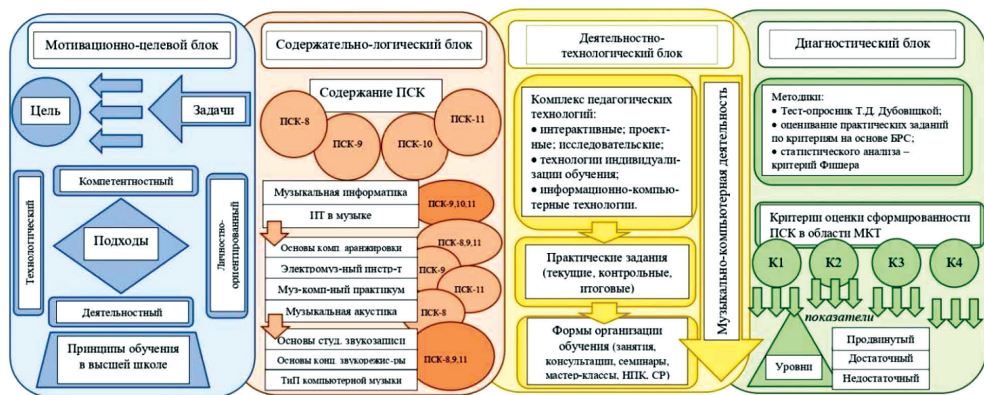 Мотивационно-целевой блок
Цель
Задачи
Компетентностный
Технологический
Подходы
Личностно-
ориентированный
Деятельностный
Принципы обучения
в высшей школе
Содержательно-логический блок
Содержание ПСК
ПСК-8
ПСК-9
ПСК-10
ПСК-11
Музыкальная информатика
ИТ в музыке
ПСК-9,10,11
Основы комп. аранжировки
Электромуз-ный инстр-т
Муз-комп-ный практикум
Музыкальная акустика
ПСК-8,9,11
ПСК-9
ПСК-11
ПСК-8
Основы студ. звукозаписи
Основы конц. звукорежис-ры
ТиП компьютерной музыки
ПСК-8,9,11
Деятельностно-
технологический блок
Комплекс педагогических
технологий:
● интерактивные; проект-
ные; исследовательские;
● технологии индивидуали-
зации обучения;
● информационно-компью-
терные технологии.
Практические задания
(текущие, контрольные,
итоговые)
Формы организации
обучения (занятия,
консультации, семинары,
мастер-классы, НПК, СР)
Музыкально-компьютерная деятельность
Диагностический блок
Методики:
● Тест-опросник Т.Д. Дубовицкой;
● оценивание практических заданий
по критериям на основе БРС;
● статистического анализа –
критерий Фишера
Критерии оценки сформированности
ПСК в области МКТ
К1
К2
К3
К4
показатели
Уровни
Продвинутый
Достаточный
Недостаточный